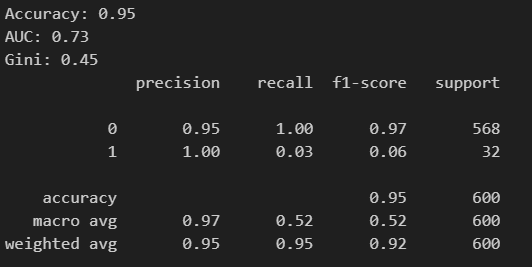 Accuracy: 0.95
AUC: 0.73
Gini: 0.45
precision recall f1-score support
0 0.95 1.00 0.97 568
1 1.00 0.03 0.06 32
accuracy 0.95 600
macro avg 0.97 0.52 0.52 600
weighted avg 0.95 0.95 0.92 600